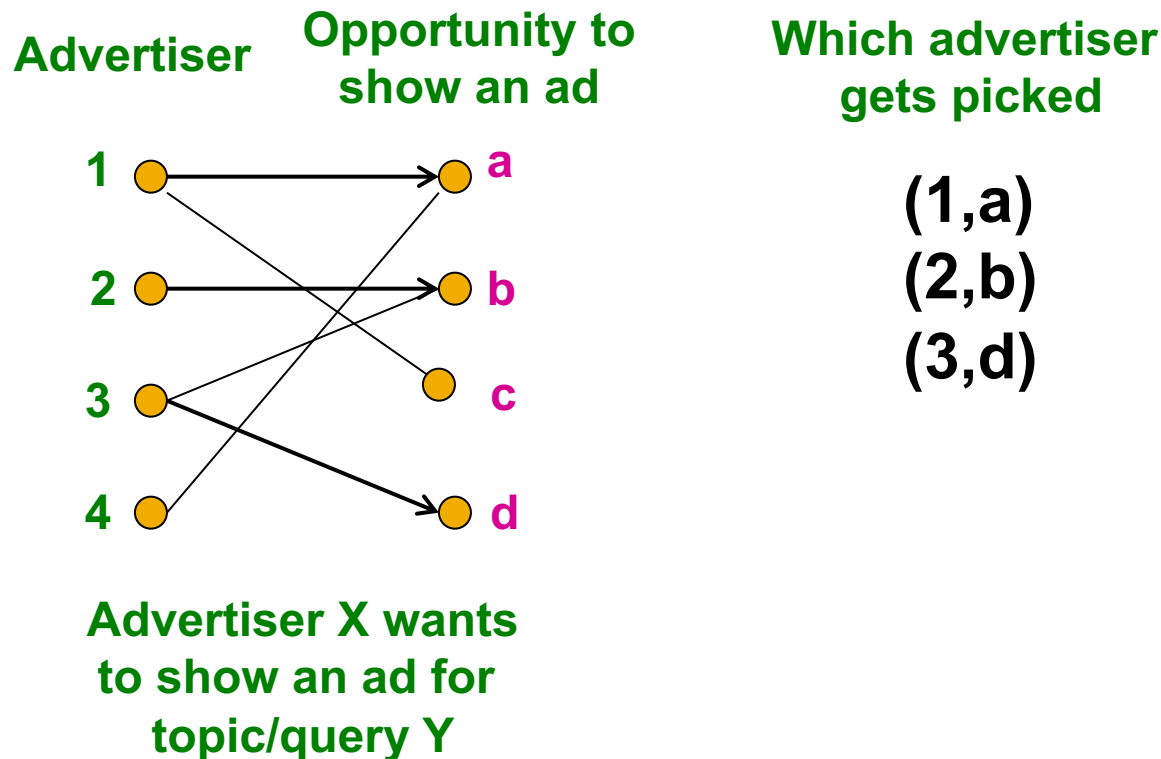 Advertiser
Opportunity to
show an ad
Which advertiser
gets picked
1
a
2
b
3
c
4
d
(1,a)
(2,b)
(3,d)
Advertiser X wants
to show an ad for
topic/query Y